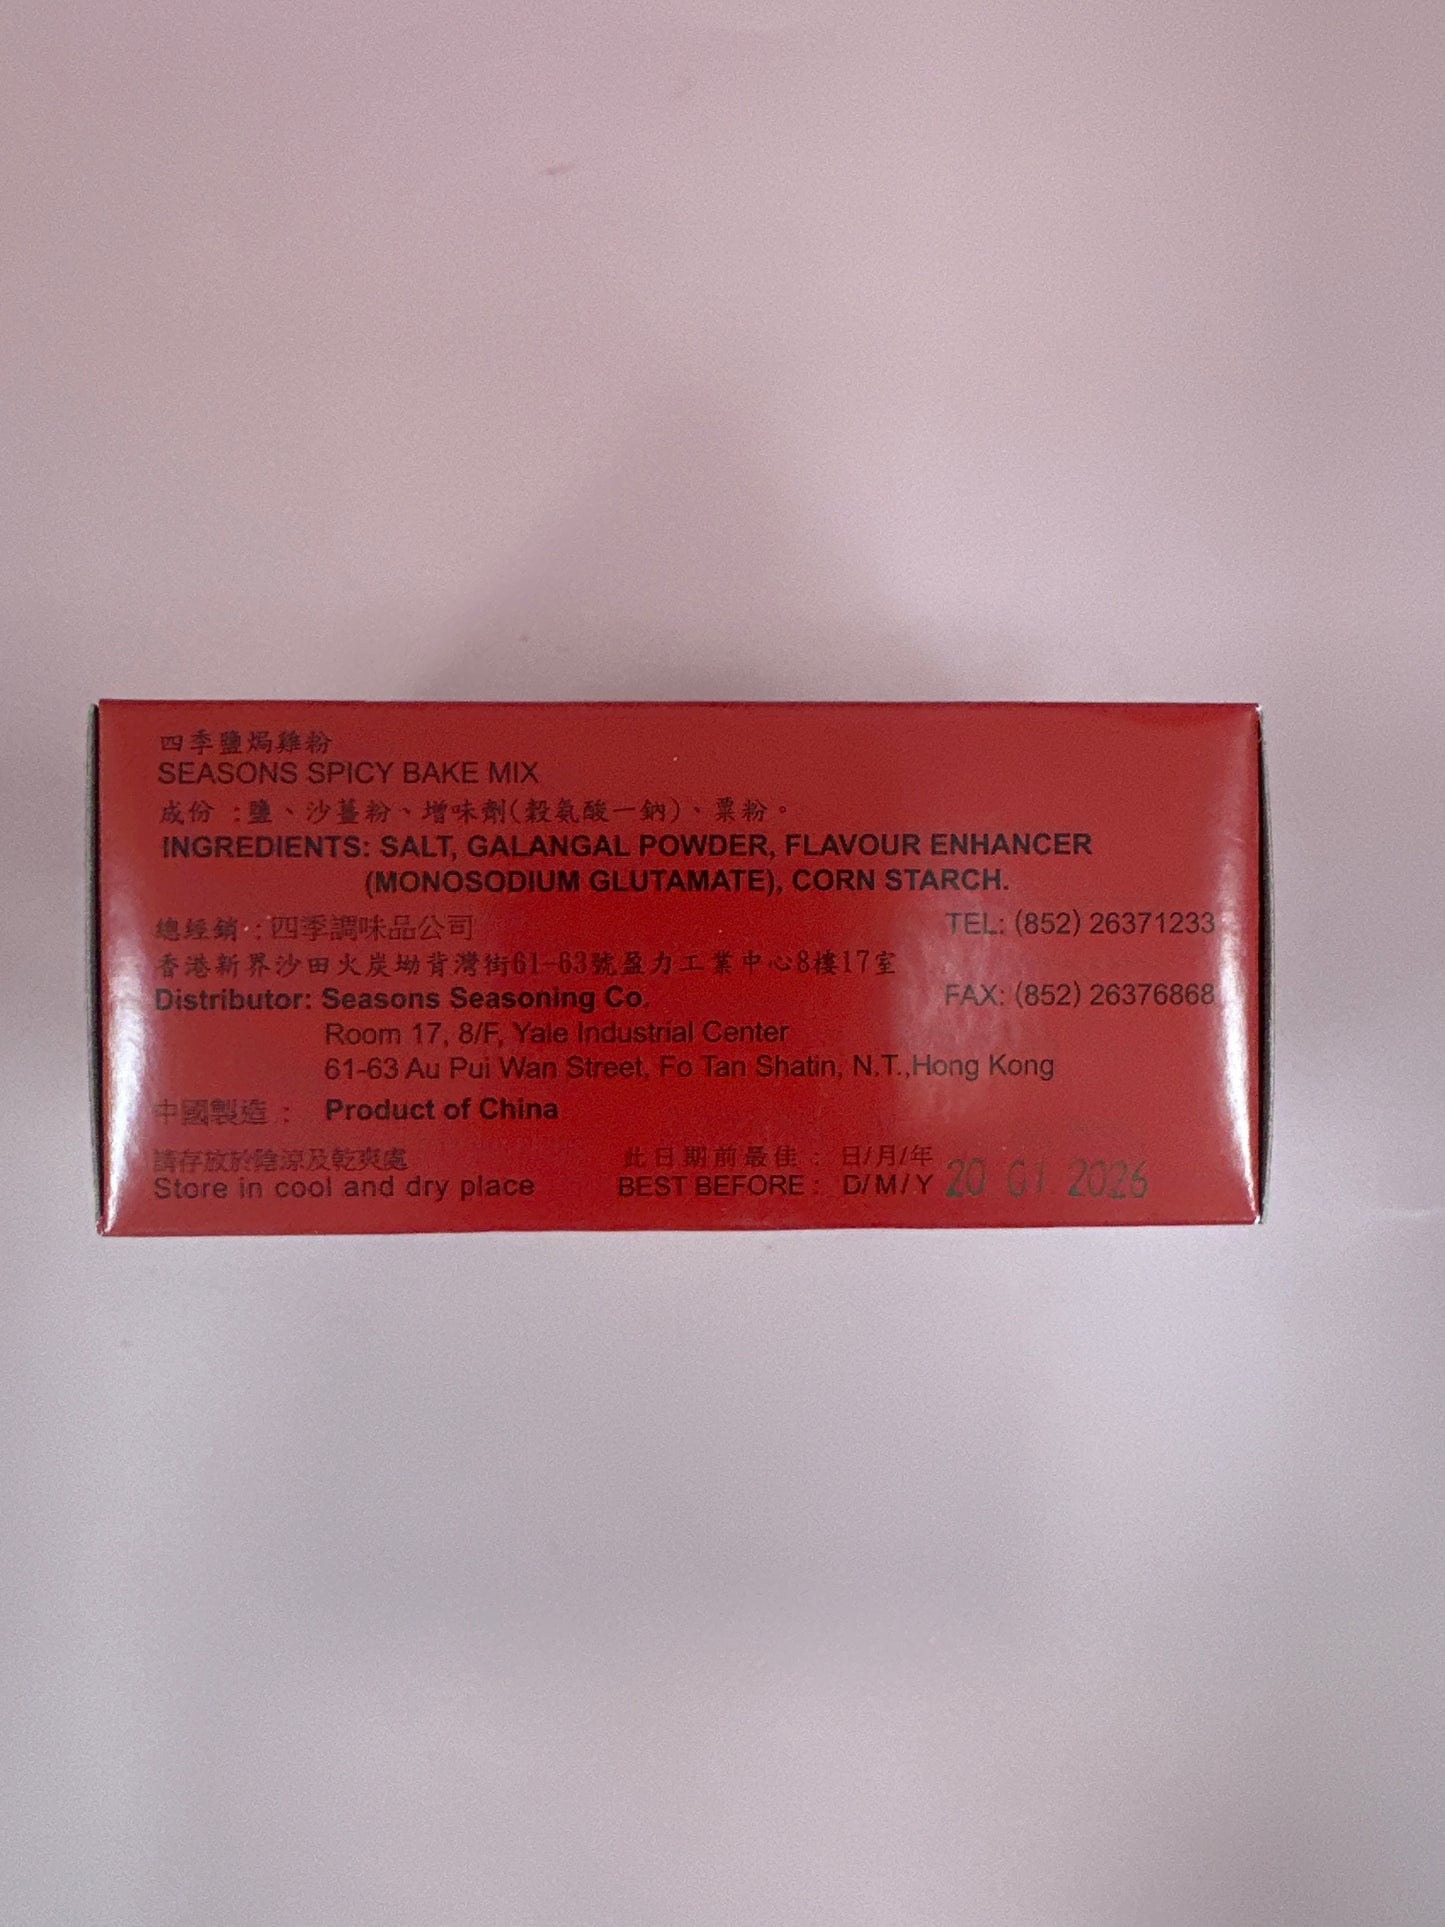 四季鹽焗雞粉
SEASONS SPICY BAKE MIX
成份 :鹽、沙薑粉、增味劑(穀氨酸一鈉)、粟粉。
INGREDIENTS: SALT, GALANGAL POWDER, FLAVOUR ENHANCER
(MONOSODIUM GLUTAMATE), CORN STARCH.
總經銷 : 四季調味品公司
TEL: (852) 26371233
香港新界沙田火炭坳背灣街61-63號盈力工業中心8樓17室
Distributor: Seasons Seasoning Co.
FAX: (852) 26376868
Room 17, 8/F, Yale Industrial Center
61-63 Au Pui Wan Street, Fo Tan Shatin, N.T.,Hong Kong
中國製造 : Product of China
請存放於陰涼及乾爽處
此日期前最佳 : 日/月/年
Store in cool and dry place
BEST BEFORE : D/M/Y 20 01 2026